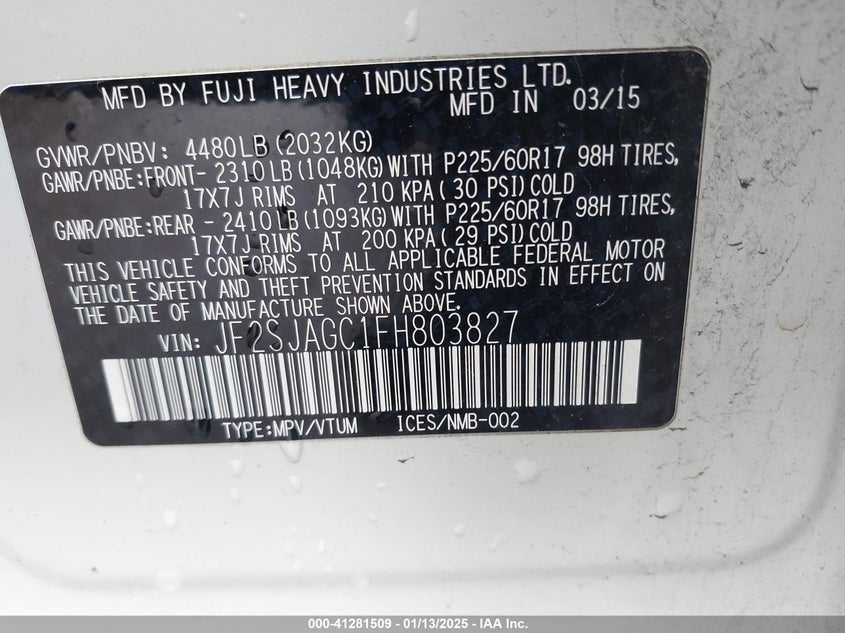 MFD BY FUJI HEAVY INDUSTRIES LTD.
MFD IN 03/15
GVWR/PNBV: 4480LB (2032KG)
GAWR/PNBE:FRONT- 2310 LB (1048KG) WITH P225/60R17 98H TIRES,
17X7J RIMS AT 210 KPA ( 30 PSI) COLD
GAWR/PNBE:REAR - 2410 LB (1093KG) WITH P225/60R17 98H TIRES,
17X7J RIMS AT 200 KPA ( 29 PSI) COLD
THIS VEHICLE CONFORMS TO ALL APPLICABLE FEDERAL MOTOR
VEHICLE SAFETY AND THEFT PREVENTION STANDARDS IN EFFECT ON
THE DATE OF MANUFACTURE SHOWN ABOVE.
VIN: JF2SJAGC1FH803827
TYPE:MPV/VTUM ICES/NMB-002
000-41281509 - 01/13/2025 - IAA Inc.